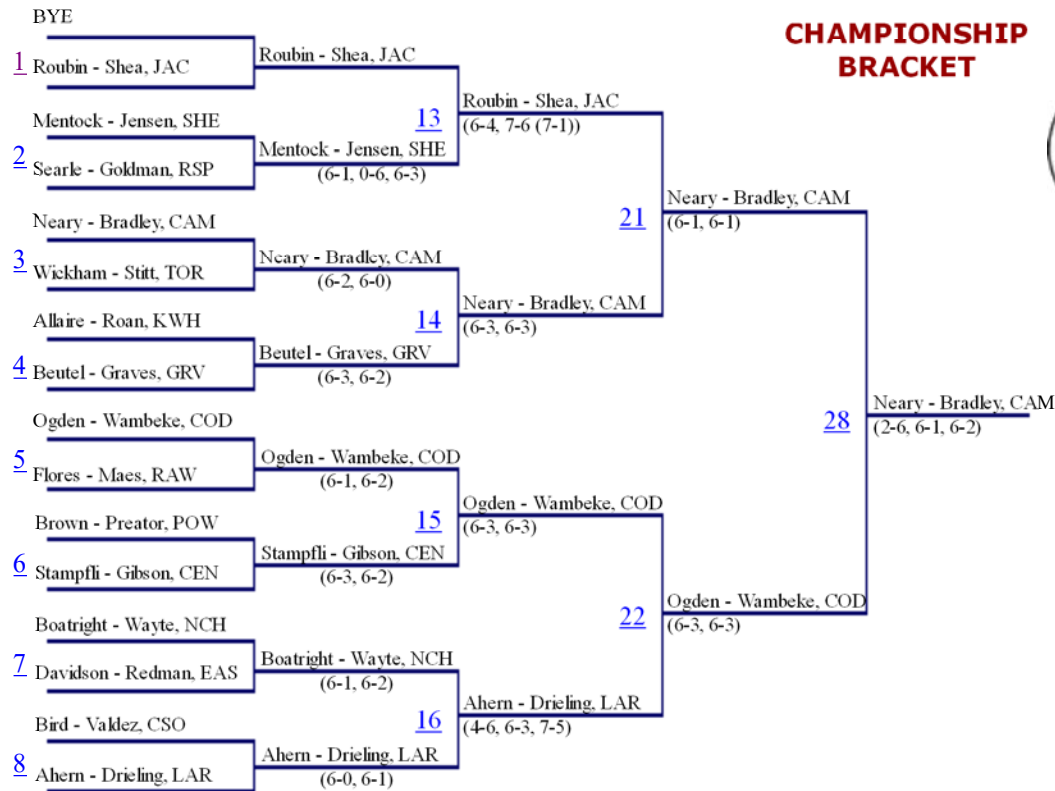 CHAMPIONSHIP
BRACKET
BYE
1
Roubin - Shea, JAC
Mentock - Jensen, SHE
2
Searle - Goldman, RSP
Neary - Bradley, CAM
3
Wickham - Stitt, TOR
Allaire - Roan, KWH
4
Beutel - Graves, GRV
Ogden - Wambeke, COD
5
Flores - Maes, RAW
Brown - Preator, POW
6
Stampfli - Gibson, CEN
Boatright - Wayte, NCH
7
Davidson - Redman, EAS
Bird - Valdez, CSO
8
Ahern - Drieling, LAR
Roubin - Shea, JAC
13
Mentock - Jensen, SHE
(6-1, 0-6, 6-3)
Neary - Bradley, CAM
(6-2, 6-0)
14
Beutel - Graves, GRV
(6-3, 6-2)
Ogden - Wambeke, COD
(6-1, 6-2)
15
Stampfli - Gibson, CEN
(6-3, 6-2)
Boatright - Wayte, NCH
(6-1, 6-2)
16
Ahern - Drieling, LAR
(6-0, 6-1)
Roubin - Shea, JAC
(6-4, 7-6 (7-1))
21
Neary - Bradley, CAM
(6-3, 6-3)
Ogden - Wambeke, COD
(6-3, 6-3)
22
Ahern - Drieling, LAR
(4-6, 6-3, 7-5)
Neary - Bradley, CAM
(6-1, 6-1)
28
Ogden - Wambeke, COD
(6-3, 6-3)
Neary - Bradley, CAM
(2-6, 6-1, 6-2)